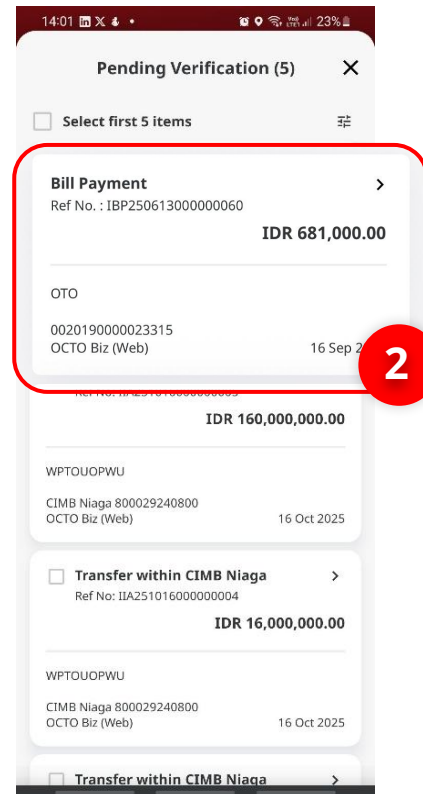 14:01 23%
Pending Verification (5)
Select first 5 items
Bill Payment
Ref No. : IBP250613000000060
IDR 681,000.00
OTO
0020190000023315
OCTO Biz (Web) 16 Sep 2
2
IDR 160,000,000.00
WPTOUOPWU
CIMB Niaga 800029240800
OCTO Biz (Web) 16 Oct 2025
Transfer within CIMB Niaga
Ref No: IIA251016000000004
IDR 16,000,000.00
WPTOUOPWU
CIMB Niaga 800029240800
OCTO Biz (Web) 16 Oct 2025
Transfer within CIMB Niaga